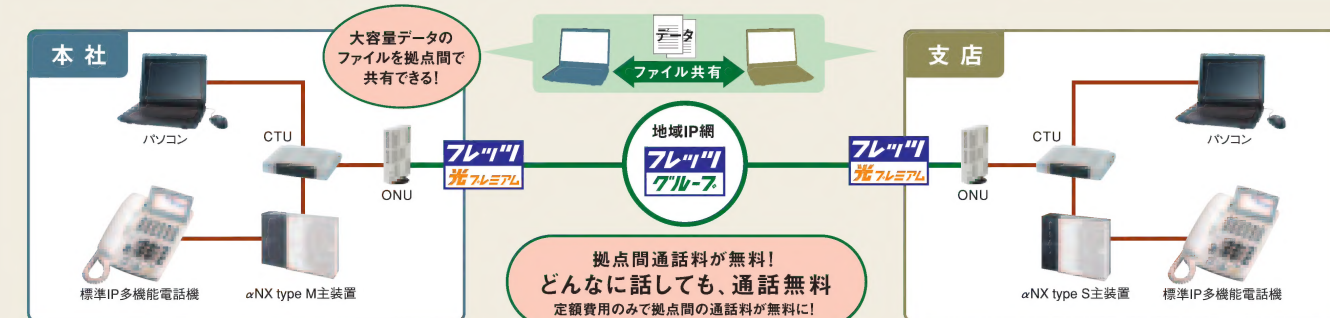 本社
大容量データの
ファイルを拠点間で
共有できる!
パソコン
CTU
ONU
標準IP多機能電話機
αNX type M主装置
フレッツ
光プレミアム
データ
ファイル共有
地域IP網
フレッツ
グループ
拠点間通話料が無料!
どんなに話しても、通話無料
定額費用のみで拠点間の通話料が無料に!
フレッツ
光プレミアム
支店
ONU
CTU
パソコン
αNX type S主装置
標準IP多機能電話機